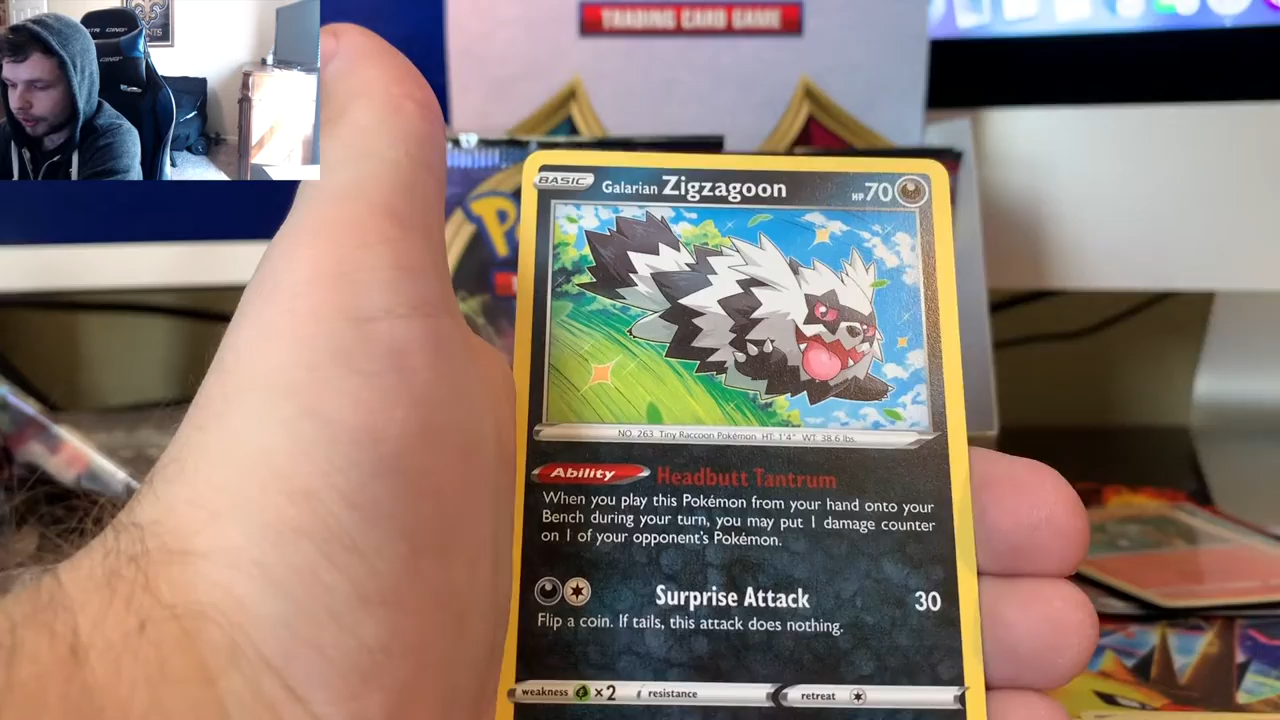 TRADING CARD GAME
BASIC Galarian Zigzagoon HP 70
NO. 263 Tiny Raccoon Pokémon HT: 1'4" WT: 38.6 lbs.
Ability Headbutt Tantrum
When you play this Pokémon from your hand onto your
Bench during your turn, you may put 1 damage counter
on 1 of your opponent's Pokémon.
Surprise Attack 30
Flip a coin. If tails, this attack does nothing.
weakness ×2 resistance retreat